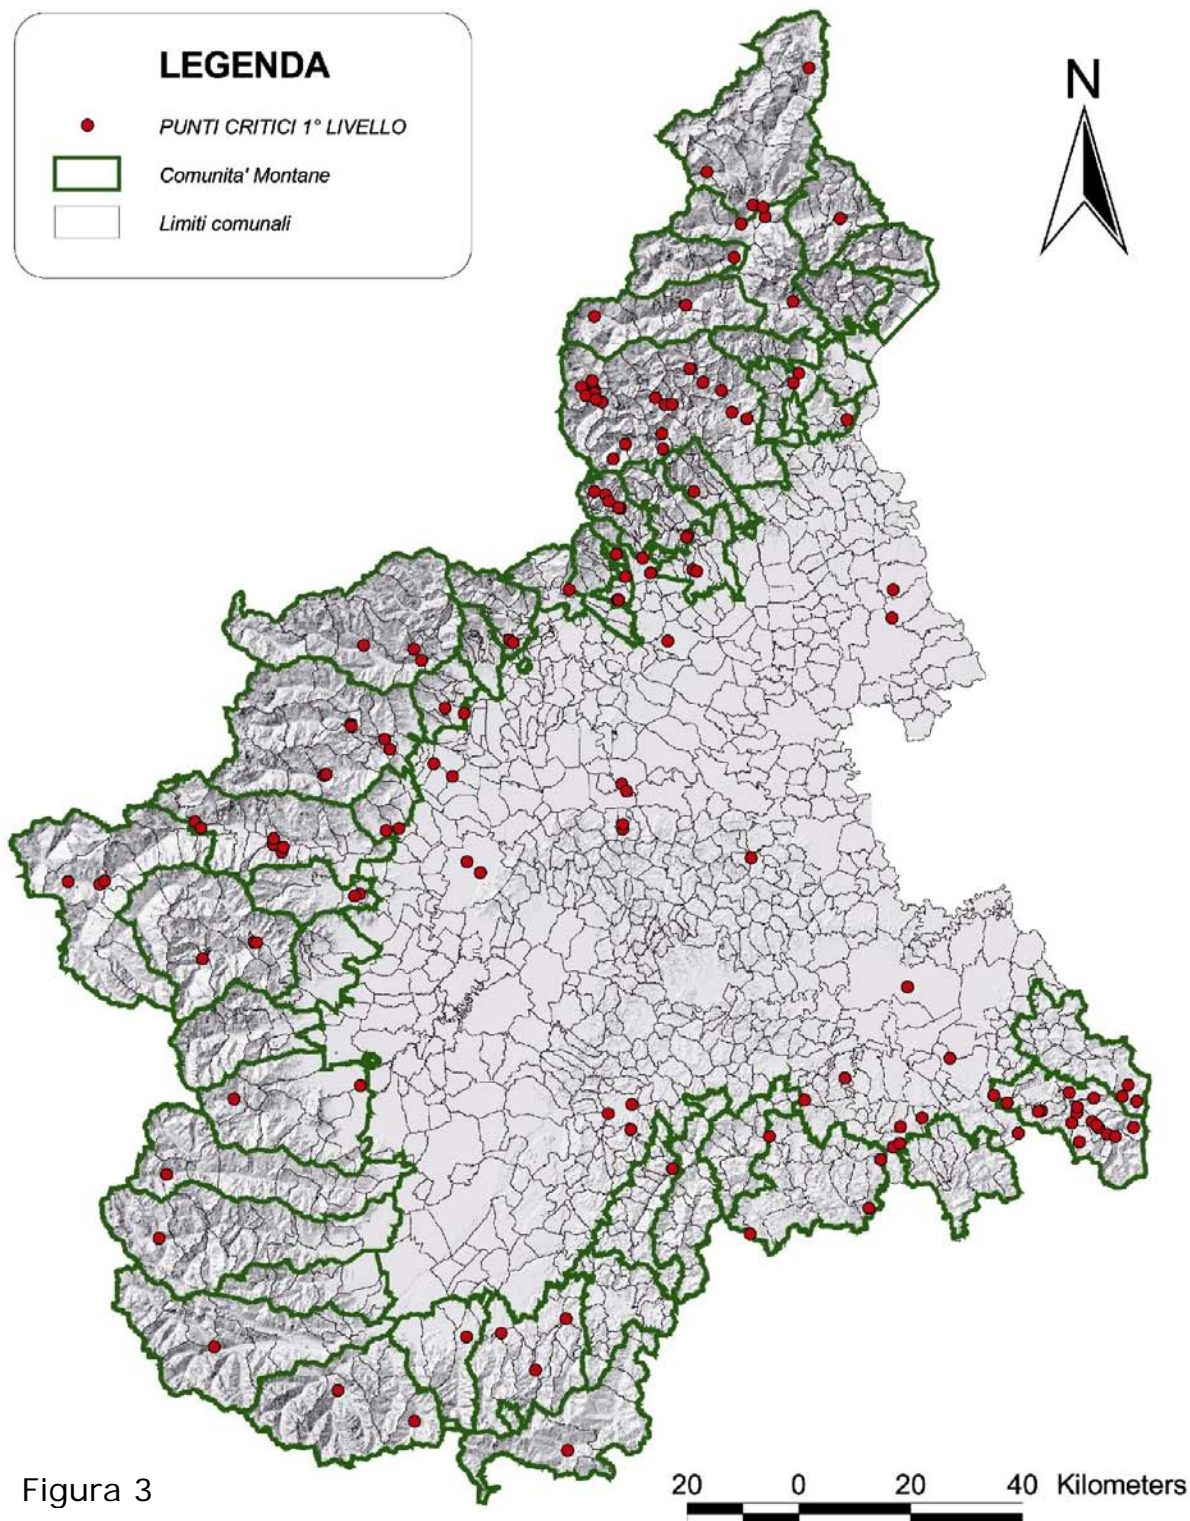 LEGENDA
PUNTI CRITICI 1° LIVELLO
Comunita' Montane
Limiti comunali
N
Figura 3
20 0 20 40 Kilometers